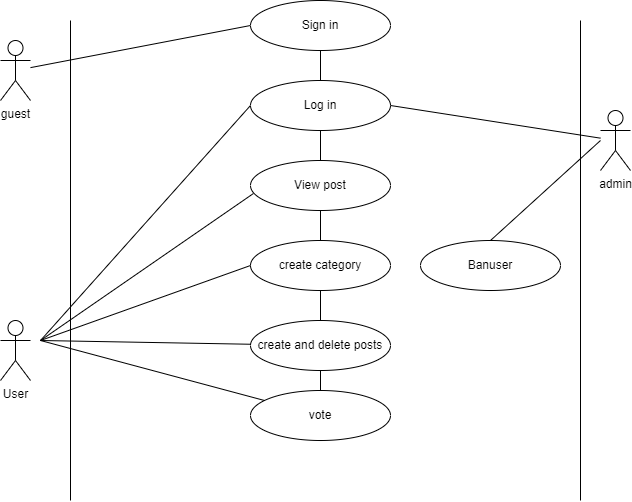 Sign in
guest
Log in
admin
View post
create category
Banuser
create and delete posts
User
vote